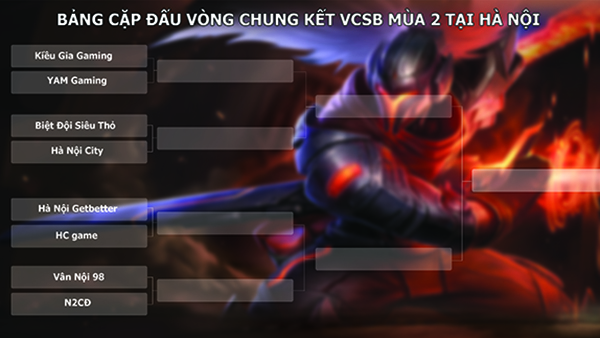 BẢNG CẶP ĐẤU VÒNG CHUNG KẾT VCSB MÙA 2 TẠI HÀ NỘI
Kiều Gia Gaming
YAM Gaming
Biệt Đội Siêu Thỏ
Hà Nội City
Hà Nội Getbetter
HC game
Vân Nội 98
N2CĐ